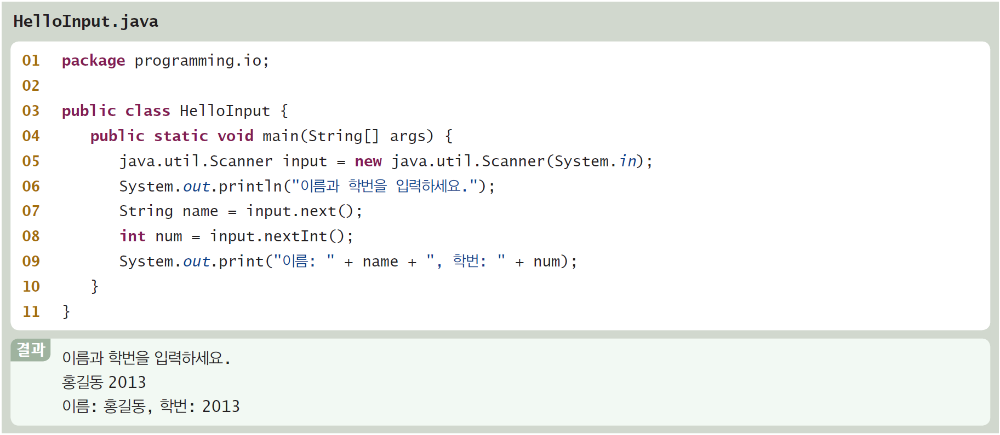 HelloInput.java
01 package programming.io;
02
03 public class HelloInput {
04 public static void main(String[] args) {
05 java.util.Scanner input = new java.util.Scanner(System.in);
06 System.out.println("이름과 학번을 입력하세요.");
07 String name = input.next();
08 int num = input.nextInt();
09 System.out.print("이름: " + name + ", 학번: " + num);
10 }
11 }
결과
이름과 학번을 입력하세요.
홍길동 2013
이름: 홍길동, 학번: 2013